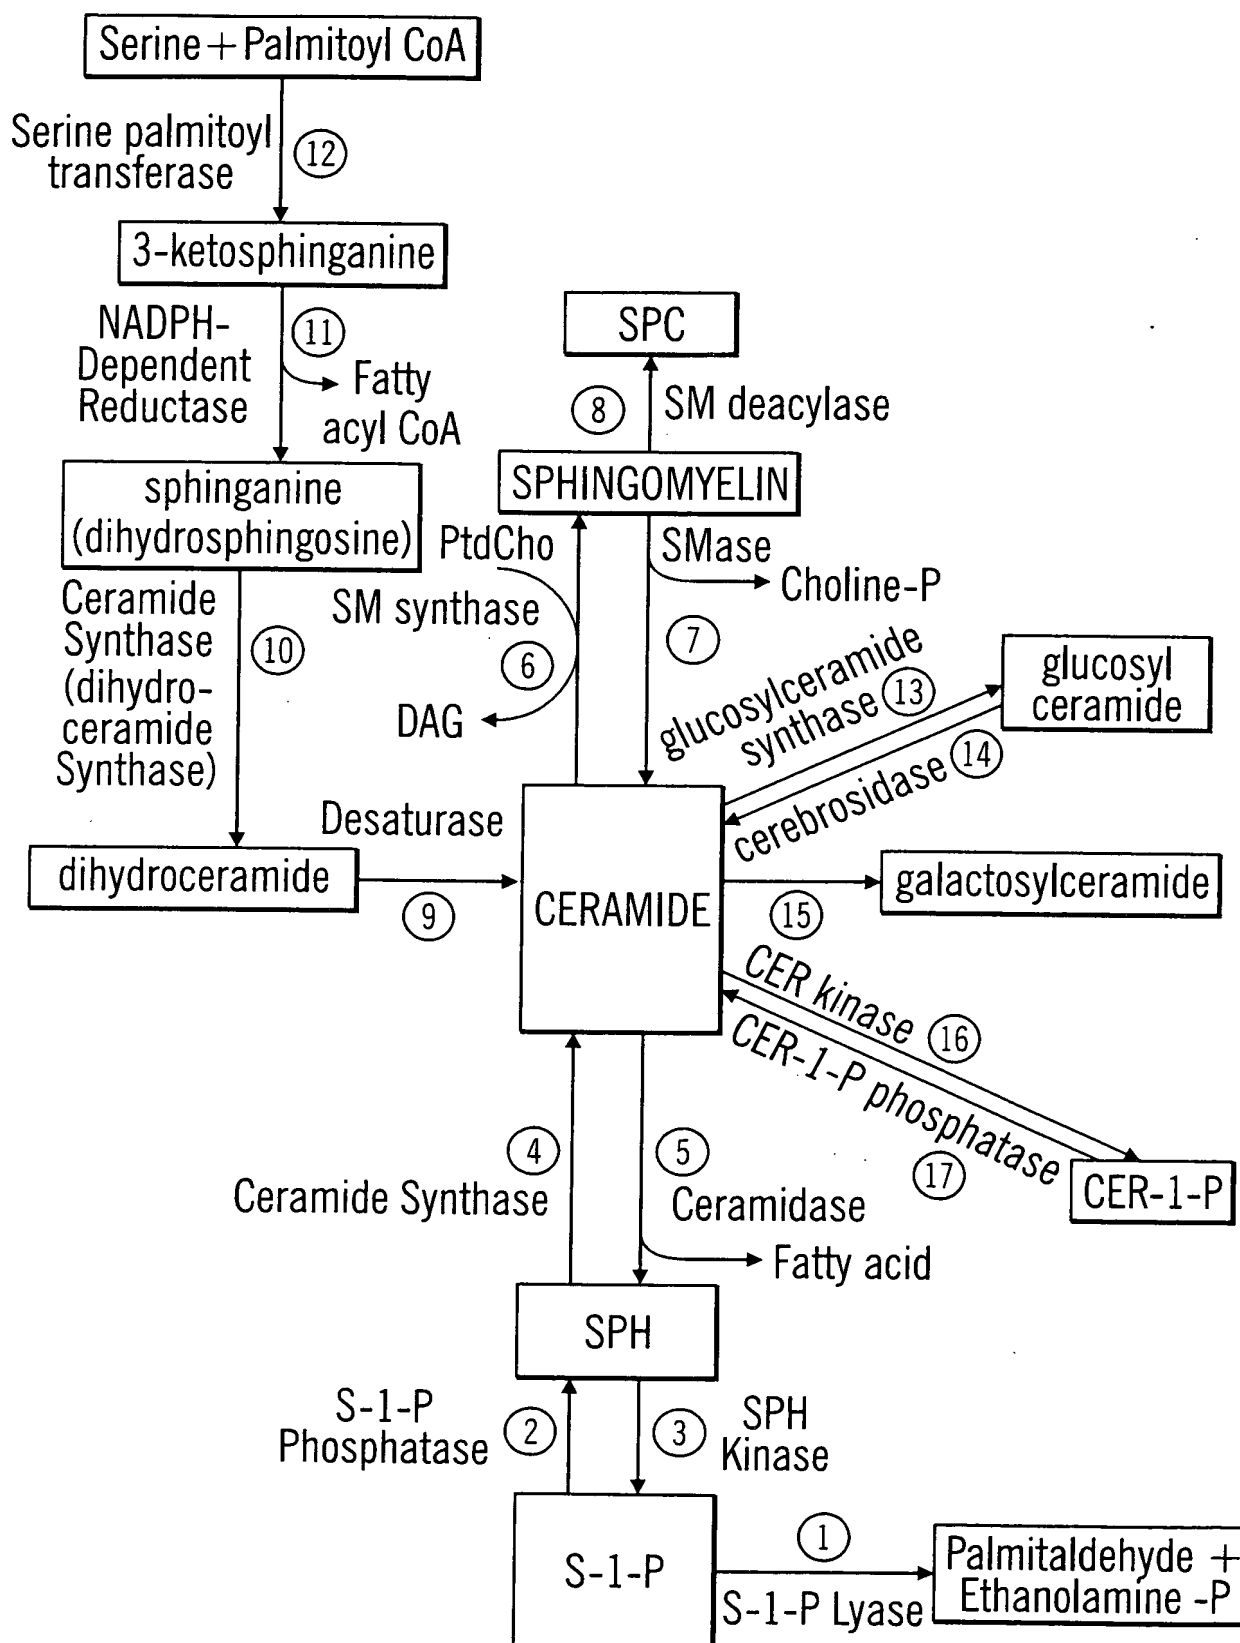 Serine + Palmitoyl CoA
Serine palmitoyl
transferase
12
3-ketosphinganine
NADPH-
Dependent
Reductase
11
Fatty
acyl CoA
sphinganine
(dihydrosphingosine)
Ceramide
Synthase
(dihydro-
ceramide
Synthase)
10
dihydroceramide
Desaturase
9
SPC
8
SM deacylase
SPHINGOMYELIN
PtdCho
SM synthase
6
DAG
SMase
Choline-P
7
glucosylceramide
synthase 13
glucosyl
ceramide
cerebrosidase 14
CERAMIDE
galactosylceramide
15
CER kinase 16
CER-1-P phosphatase
17
CER-1-P
4
Ceramide Synthase
5
Ceramidase
Fatty acid
SPH
S-1-P
Phosphatase
2
3
SPH
Kinase
S-1-P
1
S-1-P Lyase
Palmitaldehyde +
Ethanolamine -P